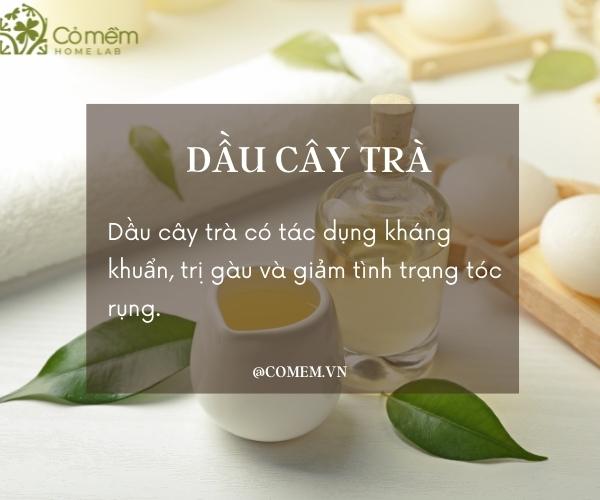 Cỏ mềm
HOME LAB
DẦU CÂY TRÀ
Dầu cây trà có tác dụng kháng
khuẩn, trị gàu và giảm tình trạng tóc
rụng.
@COMEM.VN